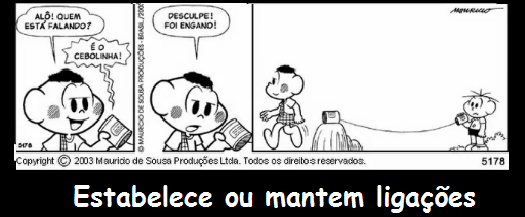 ALÔ! QUEM
ESTÁ FALANDO?
É O
CEBOLINHA!
DESCULPE!
FOI ENGANO!
© MAURICIO DE SOUSA PRODUÇÕES - BRASIL /2003
MAURICIO
5178
Copyright © 2003 Mauricio de Sousa Produções Ltda. Todos os direitos reservados. 5178
Estabelece ou mantem ligações